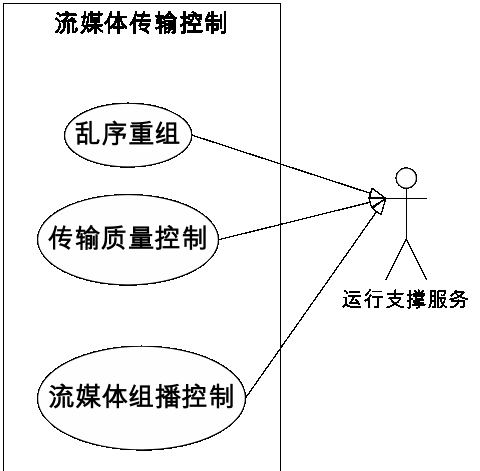 流媒体传输控制
乱序重组
传输质量控制
运行支撑服务
流媒体组播控制